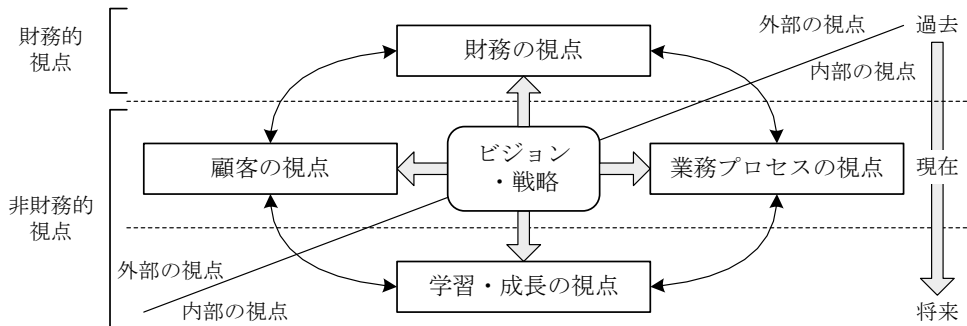 財務的
視点
財務の視点
外部の視点
過去
内部の視点
顧客の視点
ビジョン
・戦略
業務プロセスの視点
現在
非財務的
視点
外部の視点
内部の視点
学習・成長の視点
将来